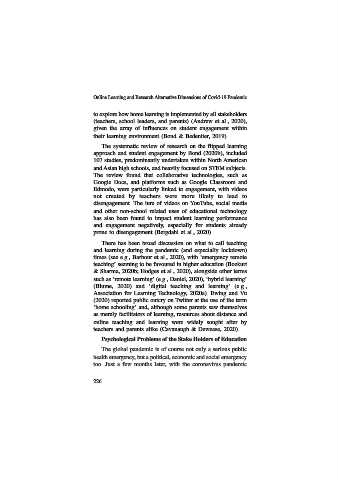 Online Learning and Research Alternative Dimensions of Covid-19 Pandemic
to explore how home learning is implemented by all stakeholders
(teachers, school leaders, and parents) (Andrew et al., 2020),
given the array of influences on student engagement within
their learning environment (Bond & Bedenlier, 2019).
The systematic review of research on the flipped learning
approach and student engagement by Bond (2020b), included
107 studies, predominantly undertaken within North American
and Asian high schools, and heavily focused on STEM subjects.
The review found that collaborative technologies, such as
Google Docs, and platforms such as Google Classroom and
Edmodo, were particularly linked to engagement, with videos
not created by teachers were more likely to lead to
disengagement. The lure of videos on YouTube, social media
and other non-school related uses of educational technology
has also been found to impact student learning performance
and engagement negatively, especially for students already
prone to disengagement (Bergdahl et al., 2020).
There has been broad discussion on what to call teaching
and learning during the pandemic (and especially lockdown)
times (see e.g., Barbour et al., 2020), with 'emergency remote
teaching' seeming to be favoured in higher education (Bozkurt
& Sharma, 2020b; Hodges et al., 2020), alongside other terms
such as 'remote learning' (e.g., Daniel, 2020), 'hybrid learning'
(Blume, 2020) and 'digital teaching and learning' (e.g.,
Association for Learning Technology, 2020a). Ewing and Vu
(2020) reported public outcry on Twitter at the use of the term
'home schooling' and, although some parents saw themselves
as merely facilitators of learning, resources about distance and
online teaching and learning were widely sought after by
teachers and parents alike (Cavanaugh & Deweese, 2020).
Psychological Problems of the Stake Holders of Education
The global pandemic is of course not only a serious public
health emergency, but a political, economic and social emergency
too. Just a few months later, with the coronavirus pandemic
226